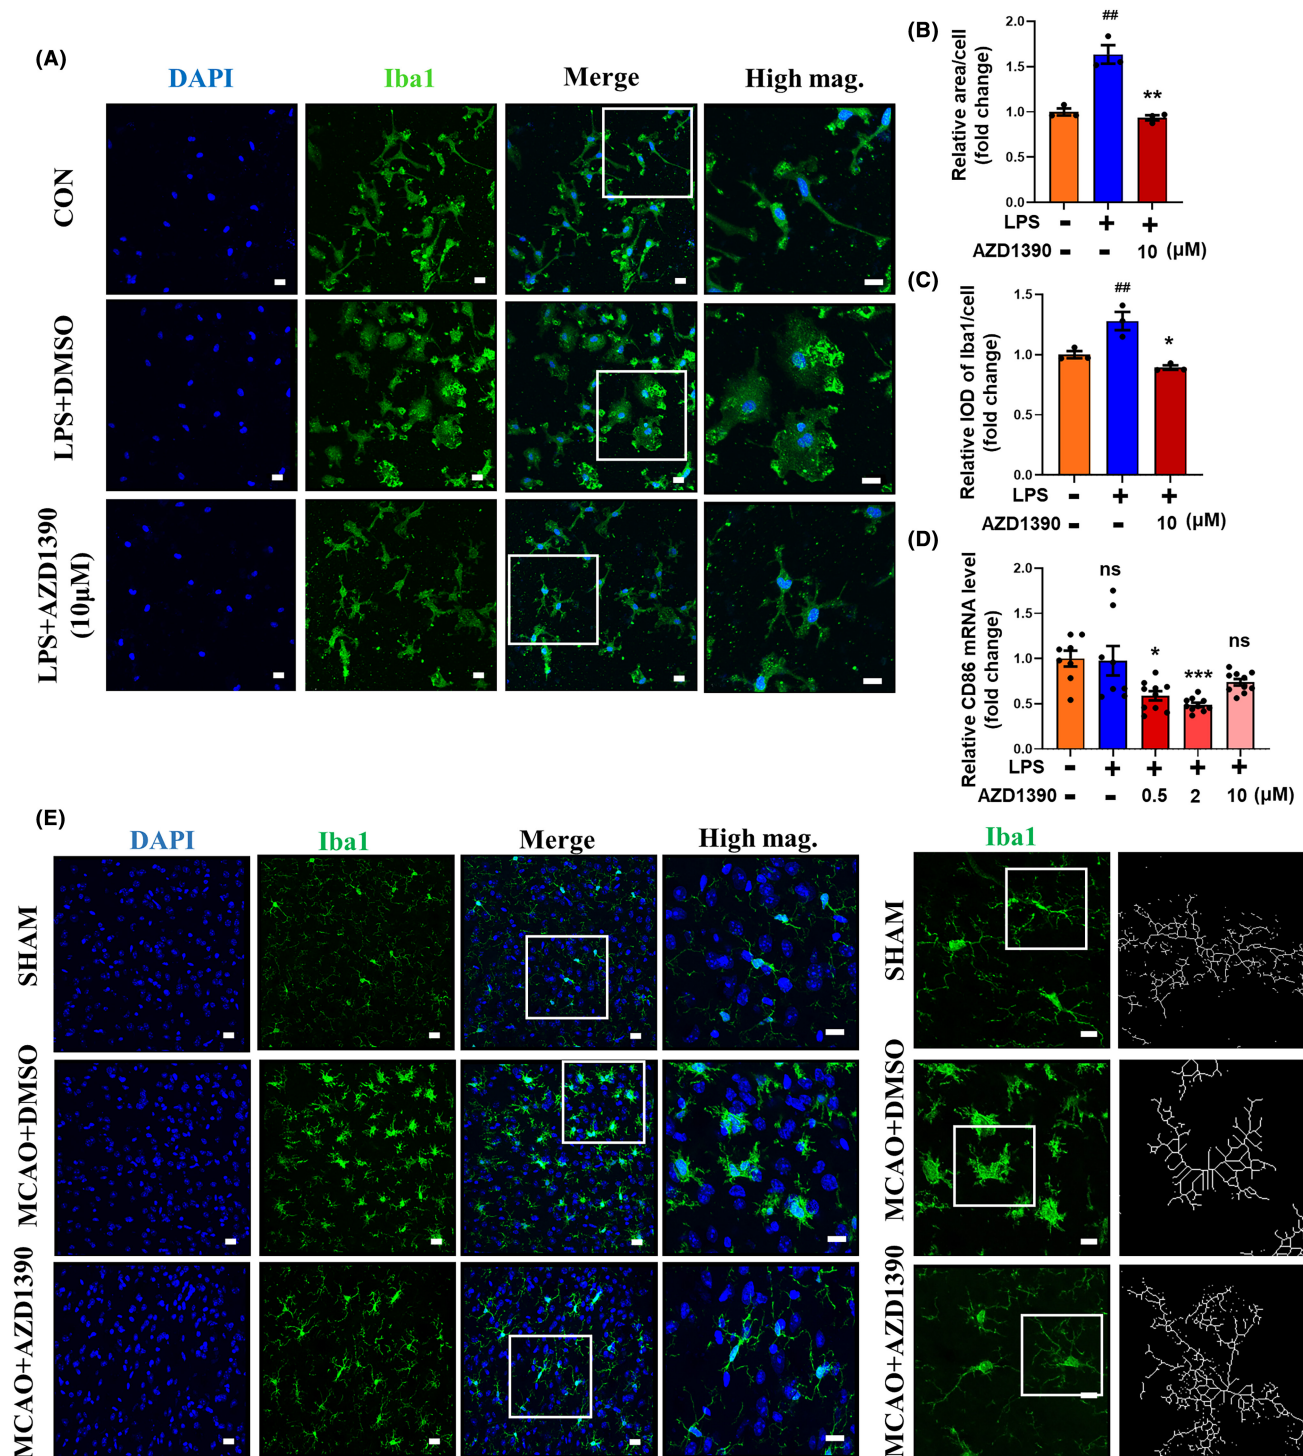 (A)
DAPI Iba1 Merge High mag.
CON
LPS+DMSO
LPS+AZD1390
(10μM)
(B)
Relative area/cell
(fold change)
2.0
1.5
1.0
0.5
0.0
##
**
LPS - + +
AZD1390 - - 10 (μM)
(C)
Relative IOD of Iba1/cell
(fold change)
1.5
1.0
0.5
0.0
##
*
LPS - + +
AZD1390 - - 10 (μM)
(D)
Relative CD86 mRNA level
(fold change)
2.0
1.5
1.0
0.5
0.0
ns
*
***
ns
LPS - + + + +
AZD1390 - - 0.5 2 10 (μM)
(E)
DAPI Iba1 Merge High mag.
SHAM
MCAO+DMSO
MCAO+AZD1390
Iba1
SHAM
MCAO+DMSO
MCAO+AZD1390